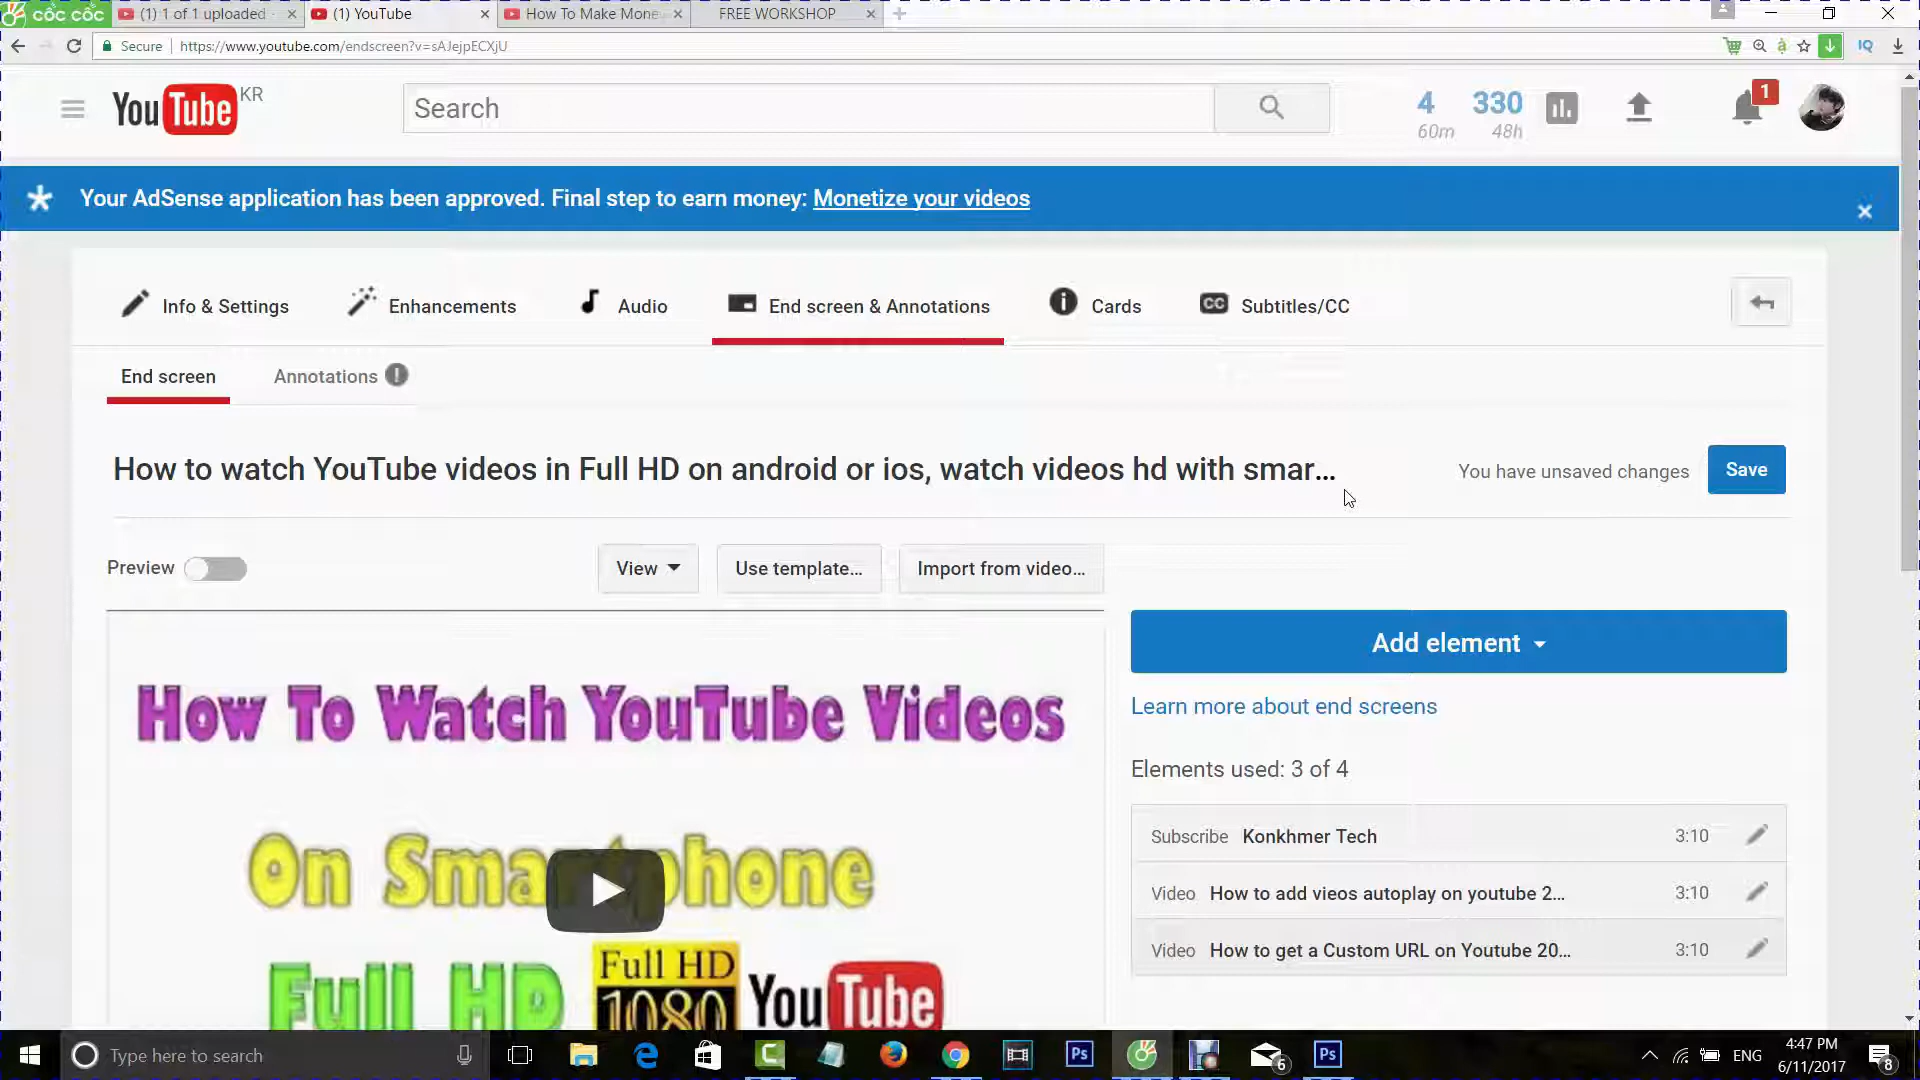 cốc cốc
(1) 1 of 1 uploaded
(1) YouTube
How To Make Mone
FREE WORKSHOP
Secure
https://www.youtube.com/endscreen?v=sAJejpECXjU
IQ
YouTube KR
Search
4
60m
330
48h
1
Your AdSense application has been approved. Final step to earn money: Monetize your videos
Info & Settings
Enhancements
Audio
End screen & Annotations
Cards
CC Subtitles/CC
End screen
Annotations
How to watch YouTube videos in Full HD on android or ios, watch videos hd with smar...
You have unsaved changes
Save
Preview
View
Use template...
Import from video...
Add element
Learn more about end screens
Elements used: 3 of 4
Subscribe Konkhmer Tech 3:10
Video How to add vieos autoplay on youtube 2... 3:10
Video How to get a Custom URL on Youtube 20... 3:10
How To Watch YouTube Videos
On Smartphone
Full HD
Full HD
1080
YouTube
Type here to search
Ps
6
Ps
ENG
4:47 PM
6/11/2017
8